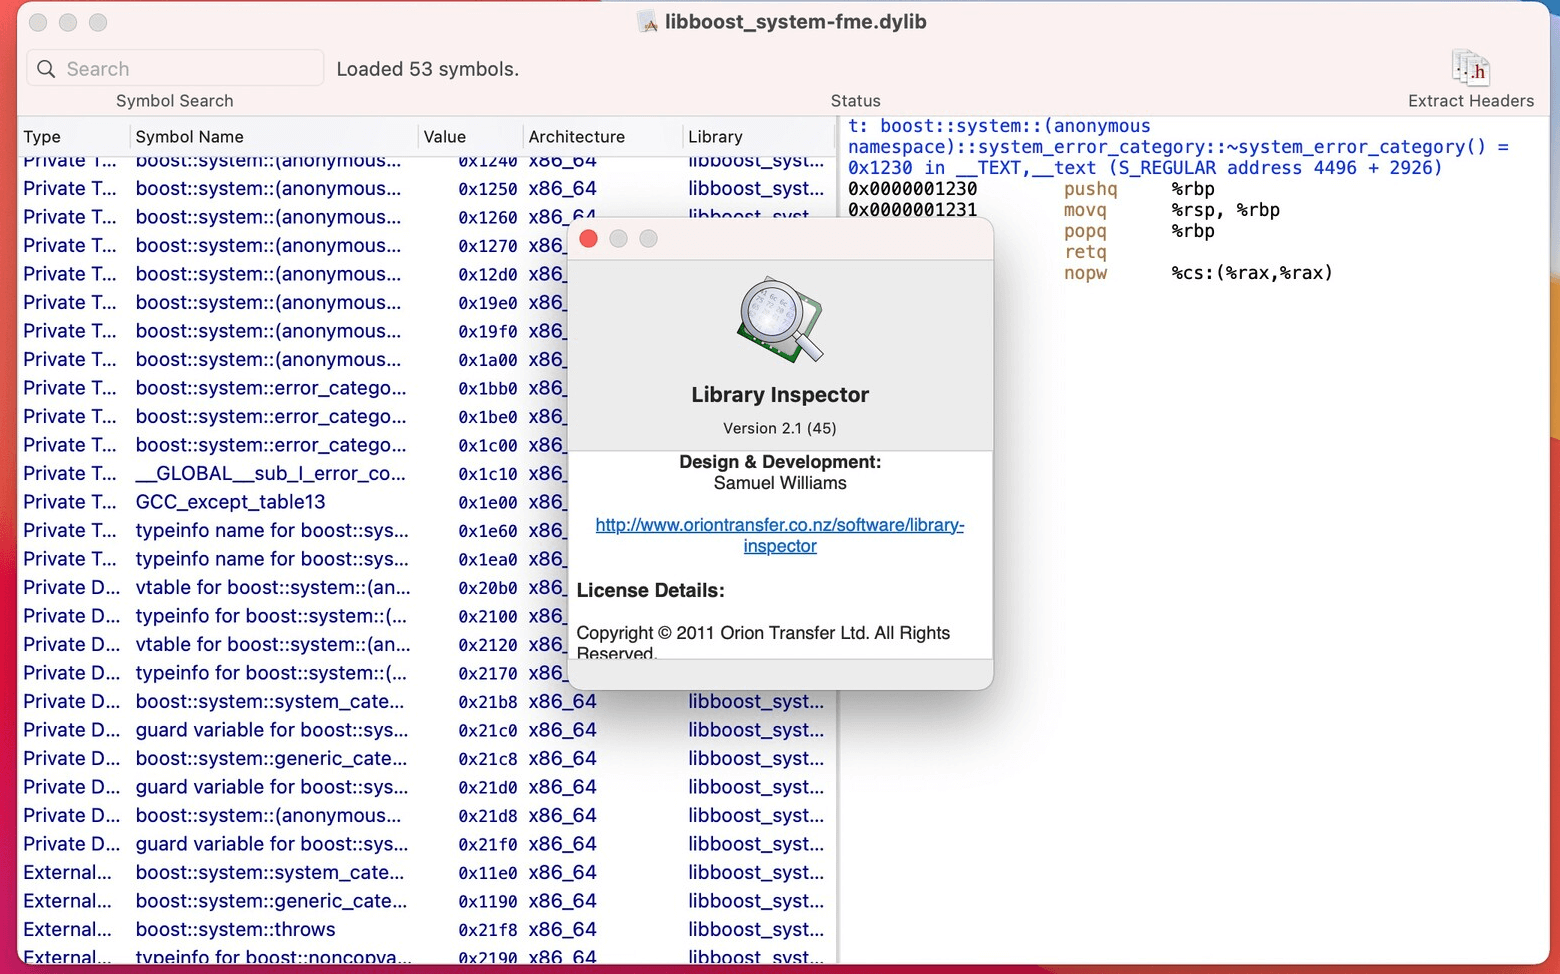 libboost_system-fme.dylib
Search
Loaded 53 symbols.
Symbol Search
Status
.h
Extract Headers
Type Symbol Name Value Architecture Library
Private T... boost::system::(anonymous... 0x1240 x86_64 libboost_syst...
Private T... boost::system::(anonymous... 0x1250 x86_64 libboost_syst...
Private T... boost::system::(anonymous... 0x1260 x86_64 libboost_syst...
Private T... boost::system::(anonymous... 0x1270 x86_
Private T... boost::system::(anonymous... 0x12d0 x86_
Private T... boost::system::(anonymous... 0x19e0 x86_
Private T... boost::system::(anonymous... 0x19f0 x86_
Private T... boost::system::(anonymous... 0x1a00 x86_
Private T... boost::system::error_catego... 0x1bb0 x86_
Private T... boost::system::error_catego... 0x1be0 x86_
Private T... boost::system::error_catego... 0x1c00 x86_
Private T... __GLOBAL__sub_I_error_co... 0x1c10 x86_
Private T... GCC_except_table13 0x1e00 x86_
Private T... typeinfo name for boost::sys... 0x1e60 x86_
Private T... typeinfo name for boost::sys... 0x1ea0 x86_
Private D... vtable for boost::system::(an... 0x20b0 x86_
Private D... typeinfo for boost::system::(... 0x2100 x86_
Private D... vtable for boost::system::(an... 0x2120 x86_
Private D... typeinfo for boost::system::(... 0x2170 x86_
Private D... boost::system::system_cate... 0x21b8 x86_64 libboost_syst...
Private D... guard variable for boost::sys... 0x21c0 x86_64 libboost_syst...
Private D... boost::system::generic_cate... 0x21c8 x86_64 libboost_syst...
Private D... guard variable for boost::sys... 0x21d0 x86_64 libboost_syst...
Private D... boost::system::(anonymous... 0x21d8 x86_64 libboost_syst...
Private D... guard variable for boost::sys... 0x21f0 x86_64 libboost_syst...
External... boost::system::system_cate... 0x11e0 x86_64 libboost_syst...
External... boost::system::generic_cate... 0x1190 x86_64 libboost_syst...
External... boost::system::throws 0x21f8 x86_64 libboost_syst...
External... typeinfo for boost::noncopya... 0x2190 x86_64 libboost_syst...
t: boost::system::(anonymous
namespace)::system_error_category::~system_error_category() =
0x1230 in __TEXT,__text (S_REGULAR address 4496 + 2926)
0x0000001230 pushq %rbp
0x0000001231 movq %rsp, %rbp
popq %rbp
retq
nopw %cs:(%rax,%rax)
Library Inspector
Version 2.1 (45)
Design & Development:
Samuel Williams
http://www.oriontransfer.co.nz/software/library-
inspector
License Details:
Copyright © 2011 Orion Transfer Ltd. All Rights
Reserved.